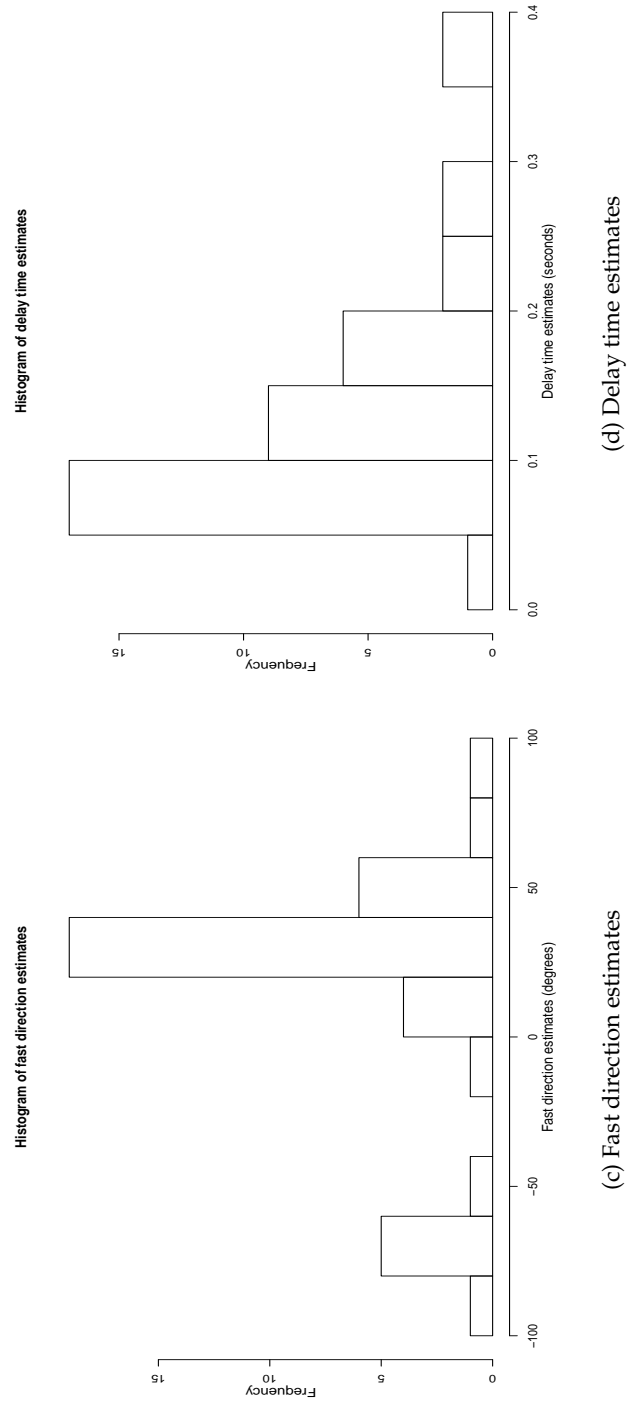 Histogram of fast direction estimates
Frequency
15
10
5
0
-100
-50
0
50
100
Fast direction estimates (degrees)
(c) Fast direction estimates
Histogram of delay time estimates
Frequency
15
10
5
0
0.0
0.1
0.2
0.3
0.4
Delay time estimates (seconds)
(d) Delay time estimates